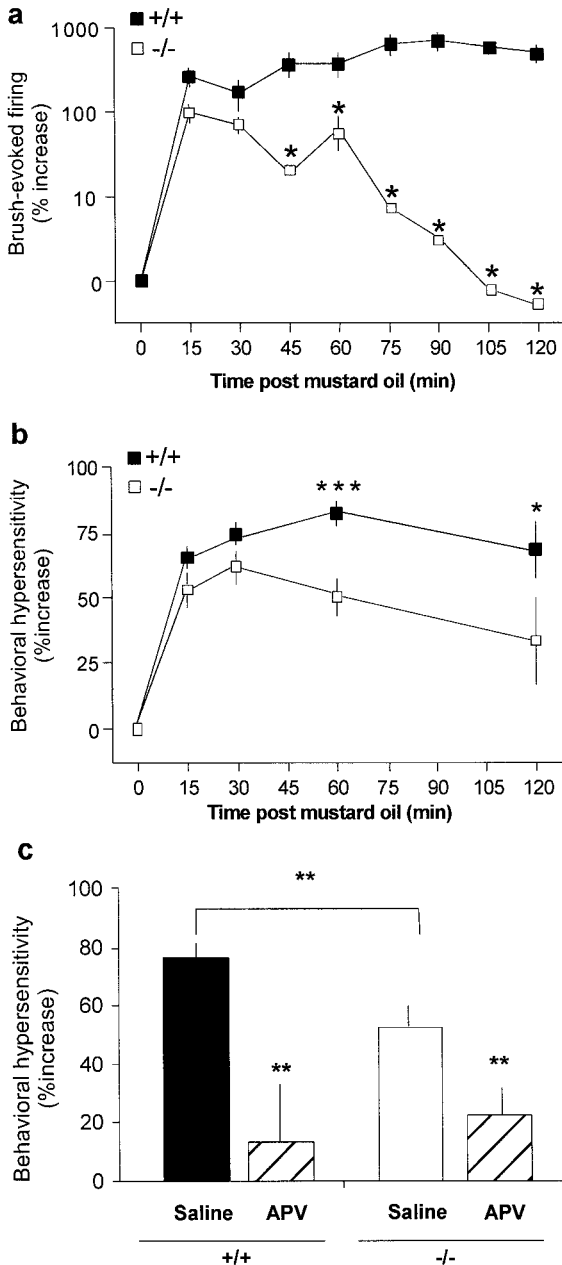 a
+/+
-/-
1000
100
10
0
Brush-evoked firing
(% increase)
*
*
*
*
*
*
0 15 30 45 60 75 90 105 120
Time post mustard oil (min)
b
+/+
-/-
100
75
50
25
0
Behavioral hypersensitivity
(%increase)
***
*
0 15 30 45 60 75 90 105 120
Time post mustard oil (min)
c
**
100
80
60
40
20
0
Behavioral hypersensitivity
(%increase)
**
**
Saline APV Saline APV
+/+ -/-